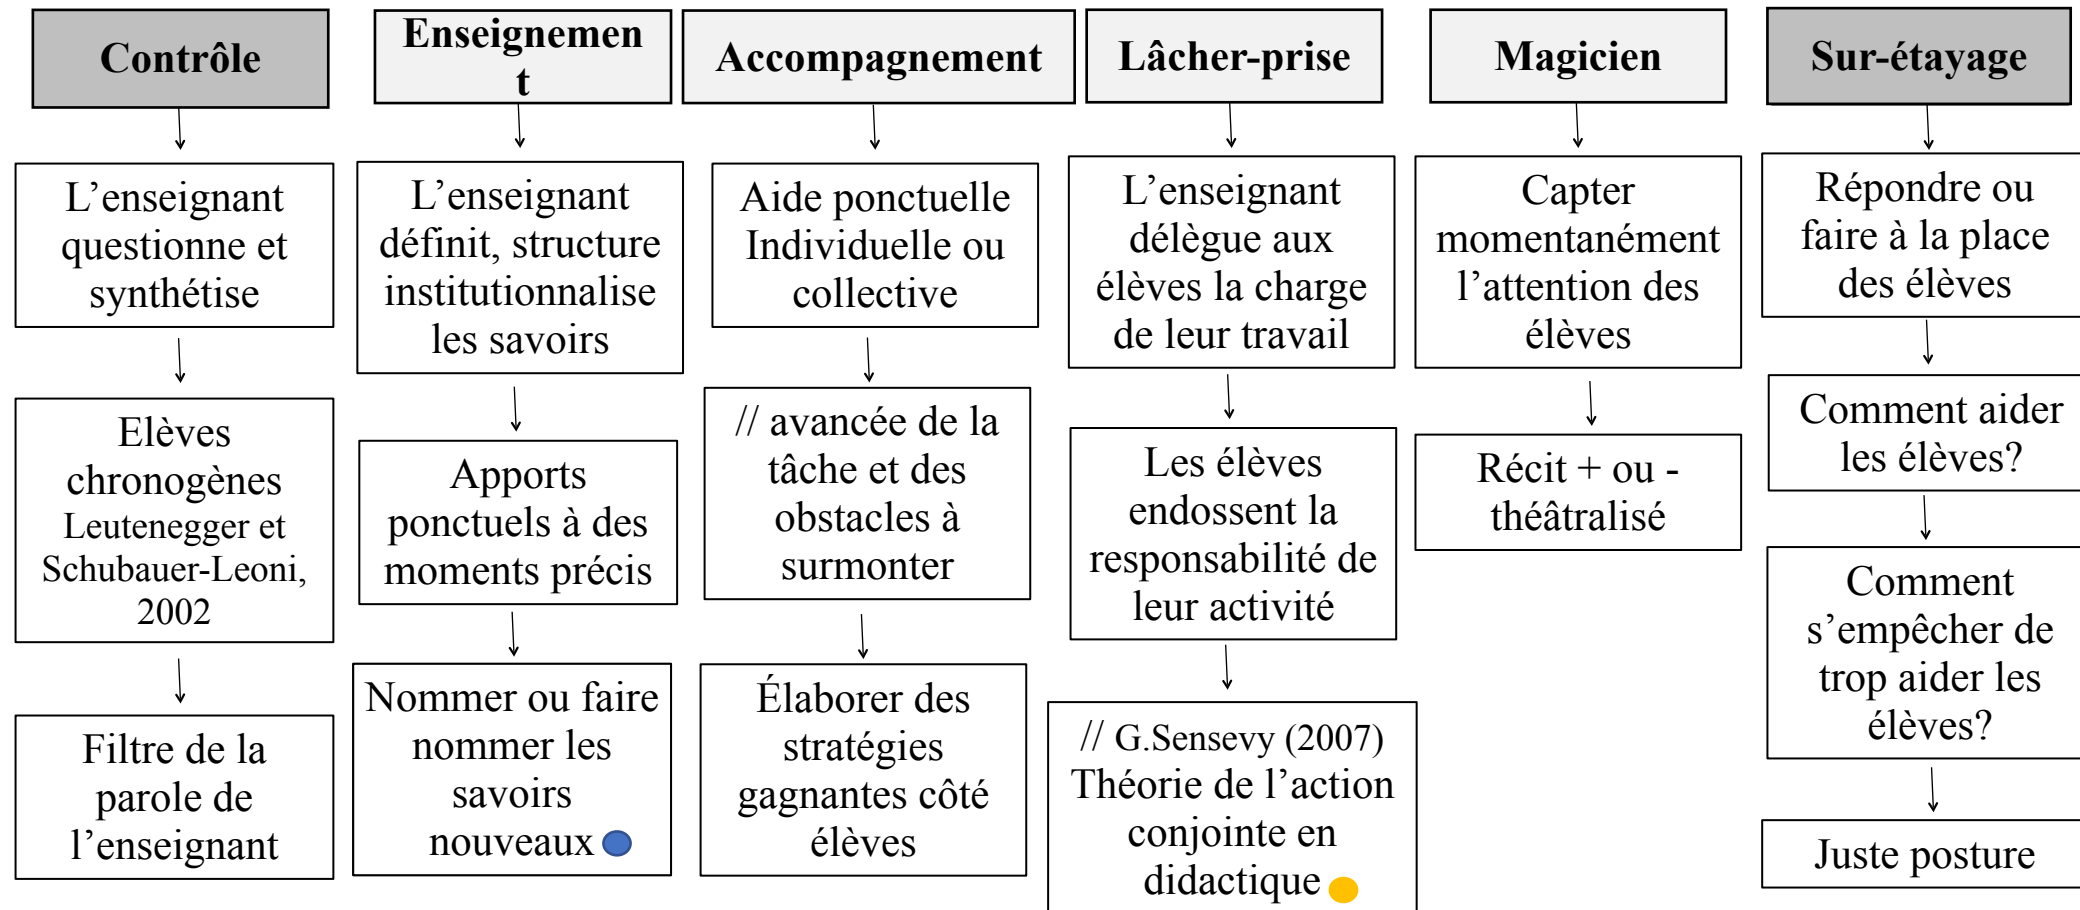 Contrôle
L’enseignant
questionne et
synthétise
Elèves
chronogènes
Leutenegger et
Schubauer-Leoni,
2002
Filtre de la
parole de
l’enseignant
Enseignemen
t
L’enseignant
définit, structure
institutionnalise
les savoirs
Apports
ponctuels à des
moments précis
Nommer ou faire
nommer les
savoirs
nouveaux
Accompagnement
Aide ponctuelle
Individuelle ou
collective
// avancée de la
tâche et des
obstacles à
surmonter
Élaborer des
stratégies
gagnantes côté
élèves
Lâcher-prise
L’enseignant
délègue aux
élèves la charge
de leur travail
Les élèves
endossent la
responsabilité de
leur activité
// G.Sensevy (2007)
Théorie de l’action
conjointe en
didactique
Magicien
Capter
momentanément
l’attention des
élèves
Récit + ou -
théâtralisé
Sur-étayage
Répondre ou
faire à la place
des élèves
Comment aider
les élèves?
Comment
s’empêcher de
trop aider les
élèves?
Juste posture